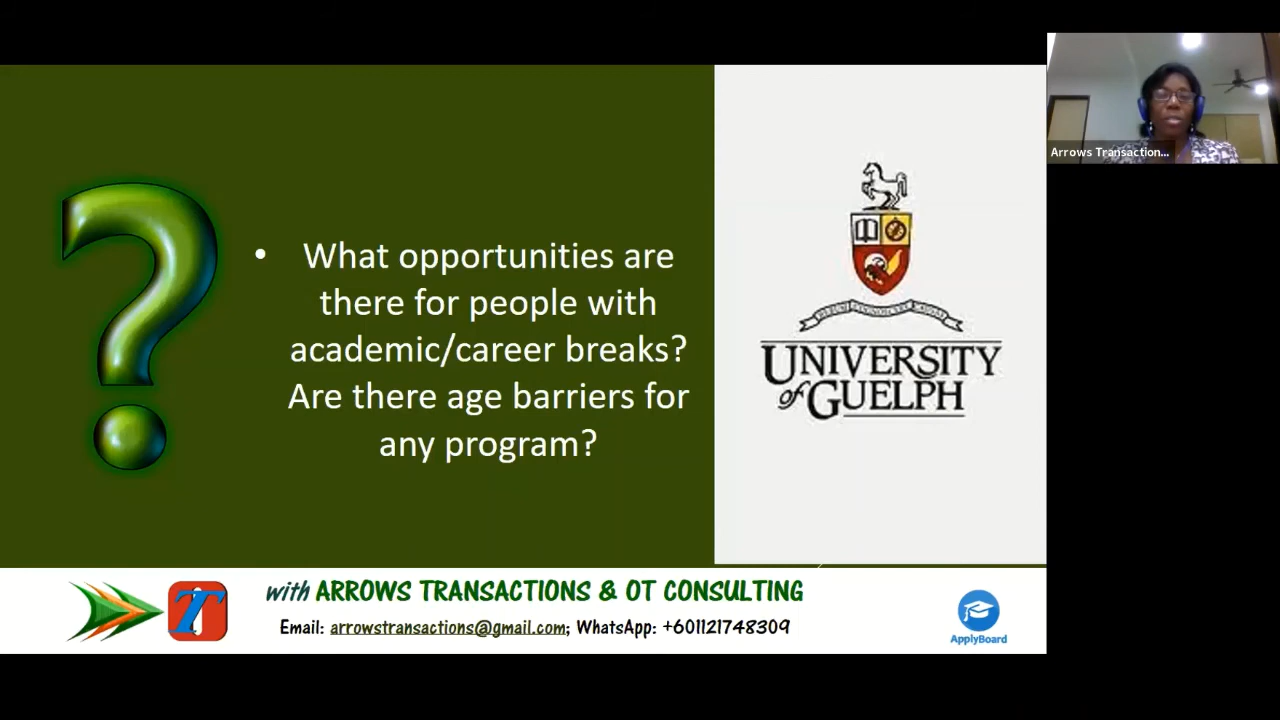 • What opportunities are
there for people with
academic/career breaks?
Are there age barriers for
any program?
UNIVERSITY
of GUELPH
Arrows Transaction...
with ARROWS TRANSACTIONS & OT CONSULTING
Email: arrowstransactions@gmail.com; WhatsApp: +601121748309
T
ApplyBoard